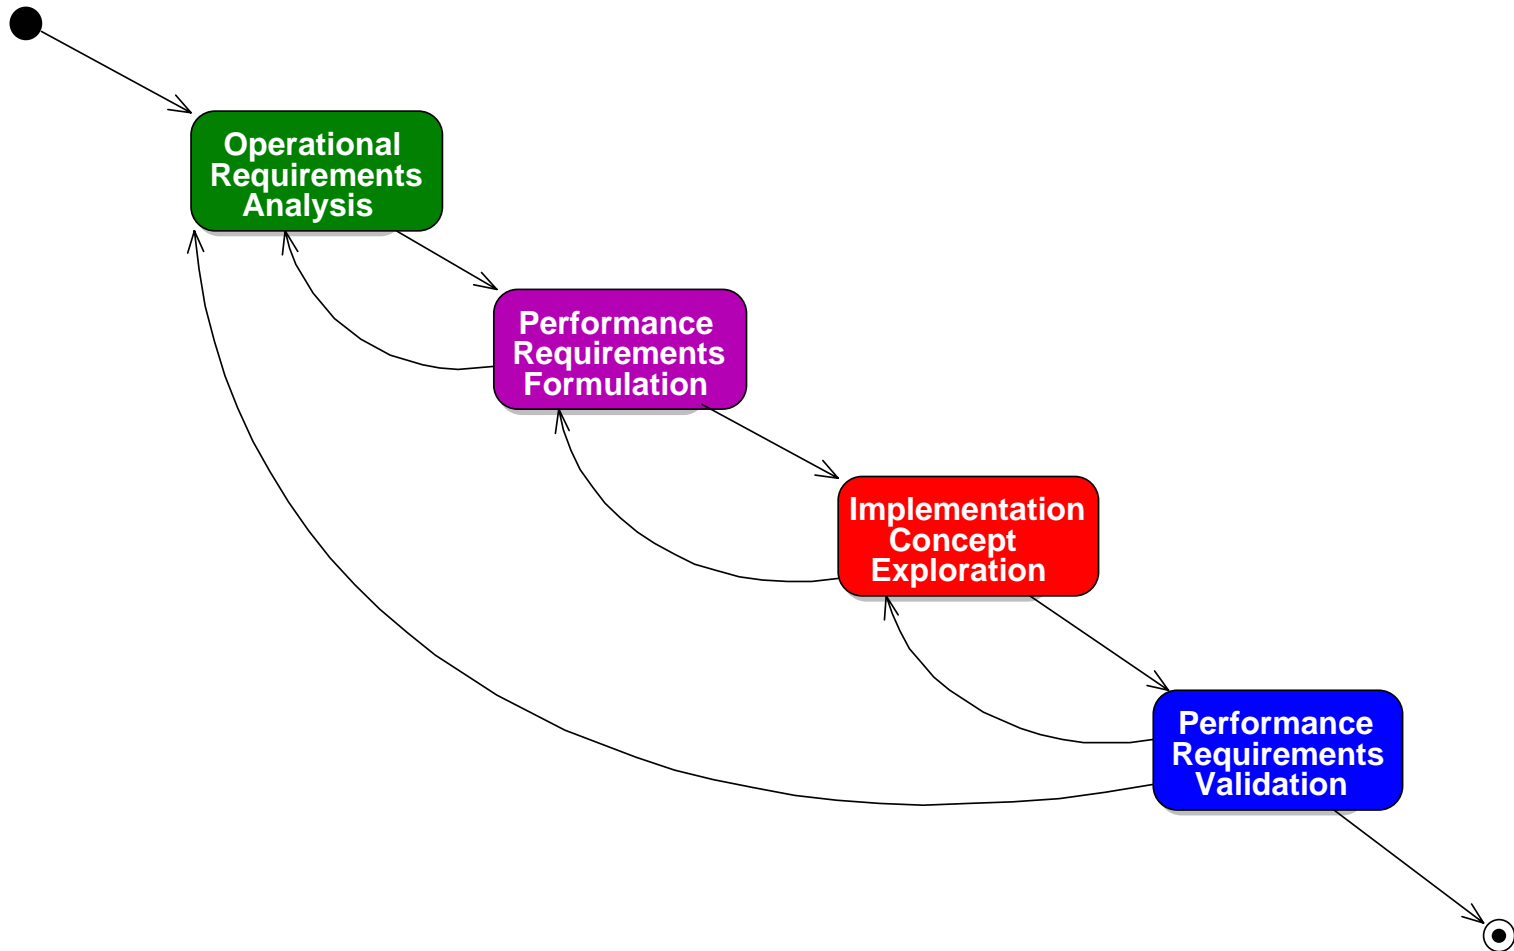 Operational
Requirements
Analysis
Performance
Requirements
Formulation
Implementation
Concept
Exploration
Performance
Requirements
Validation